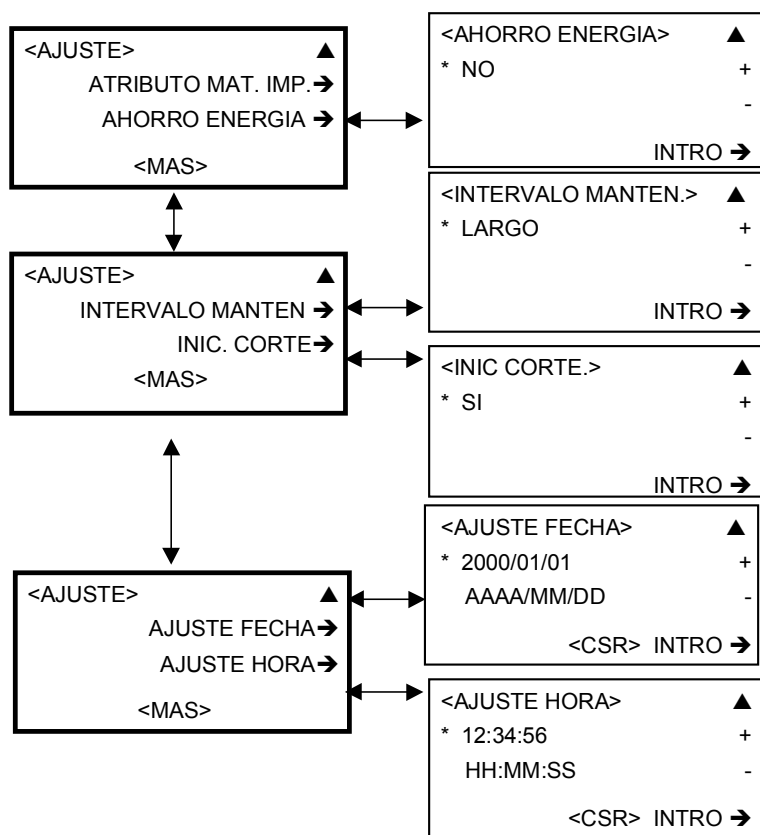 <AJUSTE> ▲
ATRIBUTO MAT. IMP.➔
AHORRO ENERGIA ➔
<MAS>
<AHORRO ENERGIA> ▲
* NO +
-
INTRO ➔
<AJUSTE> ▲
INTERVALO MANTEN ➔
INIC. CORTE➔
<MAS>
<INTERVALO MANTEN.> ▲
* LARGO +
-
INTRO ➔
<INIC CORTE.> ▲
* SI +
-
INTRO ➔
<AJUSTE> ▲
AJUSTE FECHA➔
AJUSTE HORA➔
<MAS>
<AJUSTE FECHA> ▲
* 2000/01/01 +
AAAA/MM/DD -
<CSR> INTRO ➔
<AJUSTE HORA> ▲
* 12:34:56 +
HH:MM:SS -
<CSR> INTRO ➔